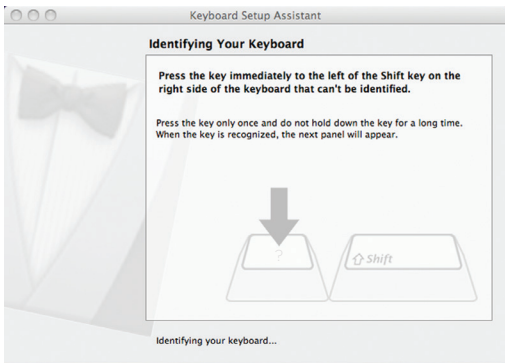 Keyboard Setup Assistant
Identifying Your Keyboard
Press the key immediately to the left of the Shift key on the
right side of the keyboard that can't be identified.
Press the key only once and do not hold down the key for a long time.
When the key is recognized, the next panel will appear.
?
⇧ Shift
Identifying your keyboard...